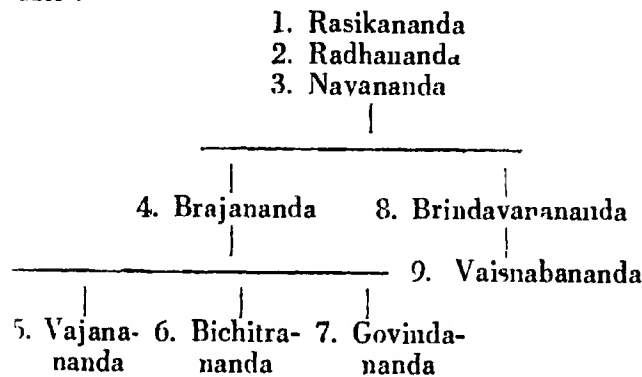 1. Rasikananda
2. Radhananda
3. Nayananda
4. Brajananda 8. Brindavanananda
9. Vaisnabananda
5. Vajana- 6. Bichitra- 7. Govinda-
nanda nanda nanda